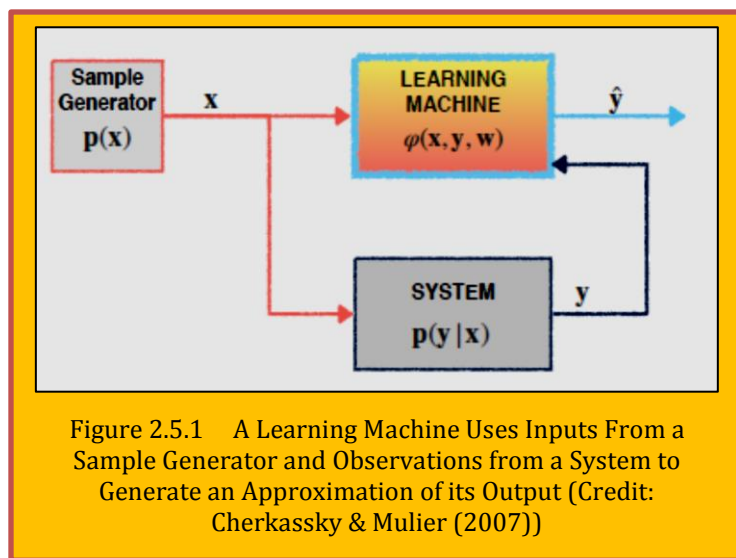 Sample
Generator
p(x)
x
LEARNING
MACHINE
φ(x, y, w)
ŷ
SYSTEM
p(y | x)
y
Figure 2.5.1 A Learning Machine Uses Inputs From a
Sample Generator and Observations from a System to
Generate an Approximation of its Output (Credit:
Cherkassky & Mulier (2007))